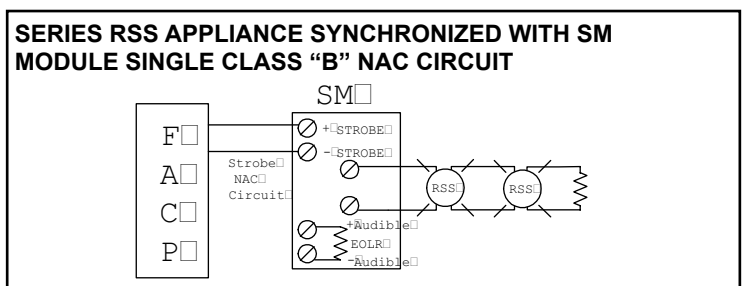 SERIES RSS APPLIANCE SYNCHRONIZED WITH SM
MODULE SINGLE CLASS “B” NAC CIRCUIT
SM□
F□
A□
C□
P□
Strobe□
NAC□
Circuit□
+□STROBE□
-□STROBE□
RSS□
RSS□
+Audible□
EOLR□
-Audible□